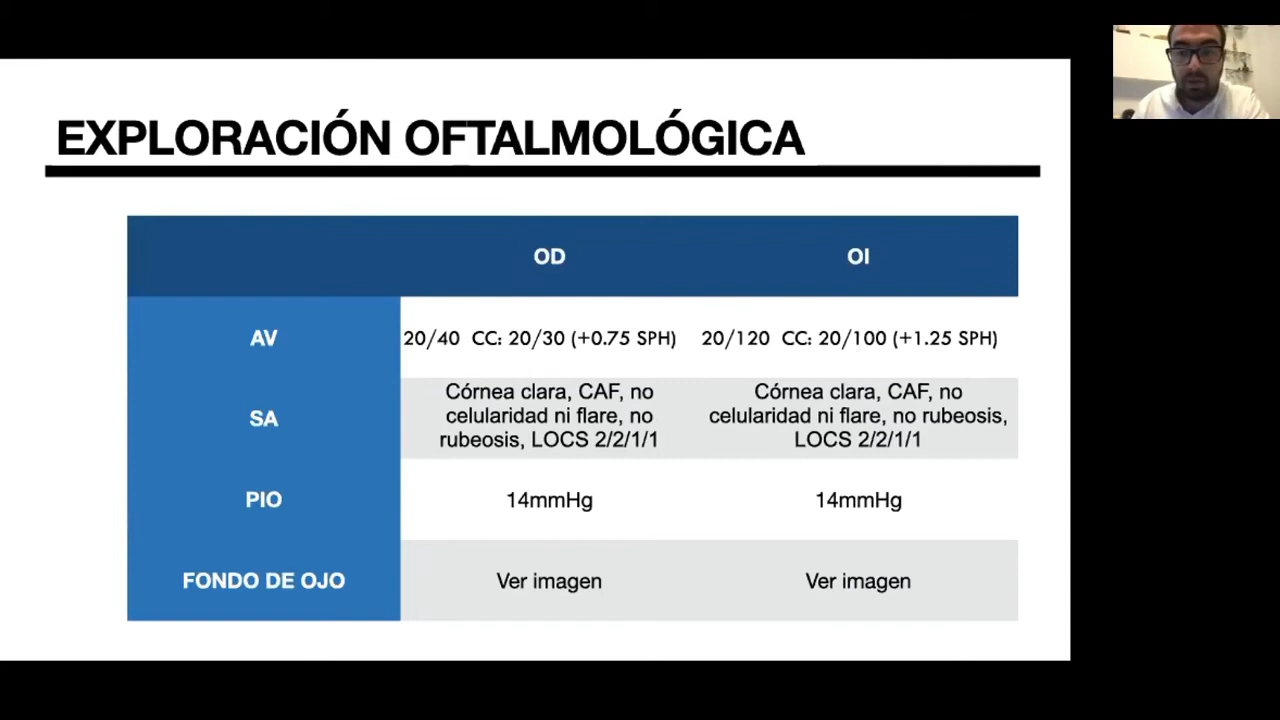 EXPLORACIÓN OFTALMOLÓGICA
OD OI
AV 20/40 CC: 20/30 (+0.75 SPH) 20/120 CC: 20/100 (+1.25 SPH)
SA
Córnea clara, CAF, no
celularidad ni flare, no
rubeosis, LOCS 2/2/1/1
Córnea clara, CAF, no
celularidad ni flare, no rubeosis,
LOCS 2/2/1/1
PIO 14mmHg 14mmHg
FONDO DE OJO Ver imagen Ver imagen